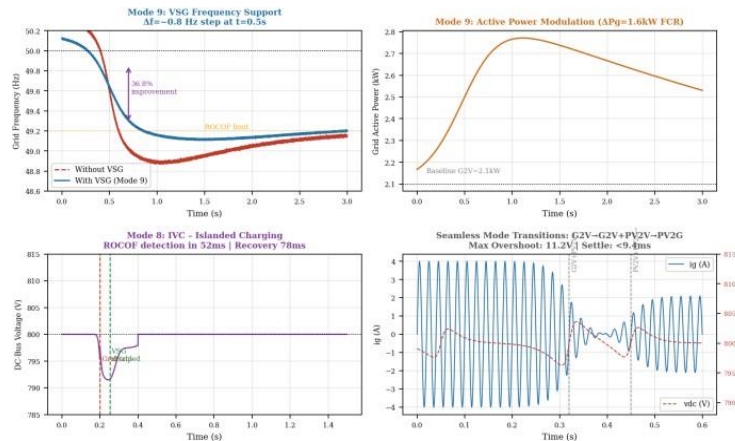 Mode 9: VSG Frequency Support
Δf=−0.8 Hz step at t=0.5s
Grid Frequency (Hz)
50.2
50.0
49.8
49.6
49.4
49.2
49.0
48.8
48.6
36.8%
improvement
ROCOF limit
Without VSG
With VSG (Mode 9)
0.0 0.5 1.0 1.5 2.0 2.5 3.0
Time (s)
Mode 9: Active Power Modulation (ΔPg=1.6kW FCR)
Grid Active Power (kW)
2.8
2.7
2.6
2.5
2.4
2.3
2.2
2.1
Baseline G2V−2.1kW
0.0 0.5 1.0 1.5 2.0 2.5 3.0
Time (s)
Mode 8: IVC – Islanded Charging
ROCOF detection in 52ms | Recovery 78ms
DC-Bus Voltage (V)
815
810
805
800
795
790
785
VSG
0.0 0.2 0.4 0.6 0.8 1.0 1.2 1.4
Time (s)
Seamless Mode Transitions: G2V→G2V+PV2V→PV2G
Max Overshoot: 11.2V | Settle: <9.4ms
ig (A)
4
3
2
1
0
−1
−2
−3
−4
ig (A)
vdc (V)
815
810
805
800
795
790
0.0 0.1 0.2 0.3 0.4 0.5 0.6
Time (s)